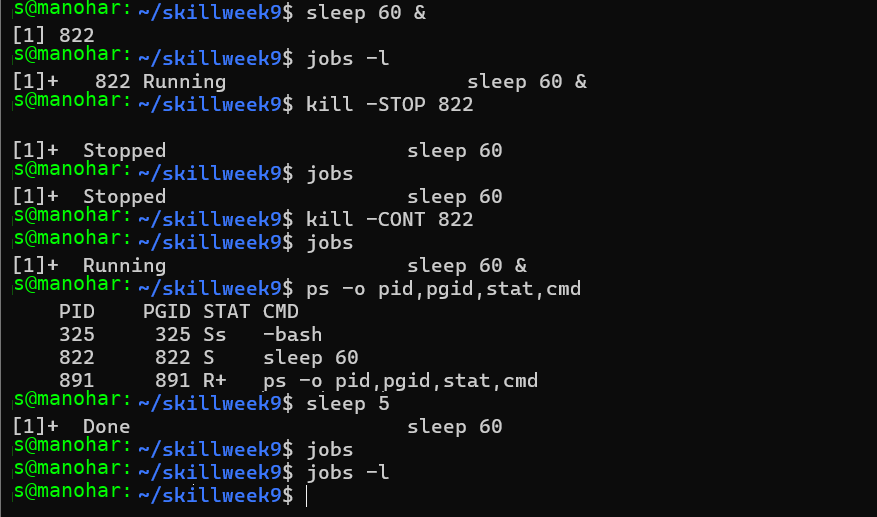 s@manohar:~/skillweek9$ sleep 60 &
[1] 822
s@manohar:~/skillweek9$ jobs -l
[1]+   822 Running                    sleep 60 &
s@manohar:~/skillweek9$ kill -STOP 822

[1]+  Stopped                    sleep 60
s@manohar:~/skillweek9$ jobs
[1]+  Stopped                    sleep 60
s@manohar:~/skillweek9$ kill -CONT 822
s@manohar:~/skillweek9$ jobs
[1]+  Running                    sleep 60 &
s@manohar:~/skillweek9$ ps -o pid,pgid,stat,cmd
    PID    PGID STAT CMD
    325     325 Ss   -bash
    822     822 S    sleep 60
    891     891 R+   ps -o pid,pgid,stat,cmd
s@manohar:~/skillweek9$ sleep 5
[1]+  Done                       sleep 60
s@manohar:~/skillweek9$ jobs
s@manohar:~/skillweek9$ jobs -l
s@manohar:~/skillweek9$